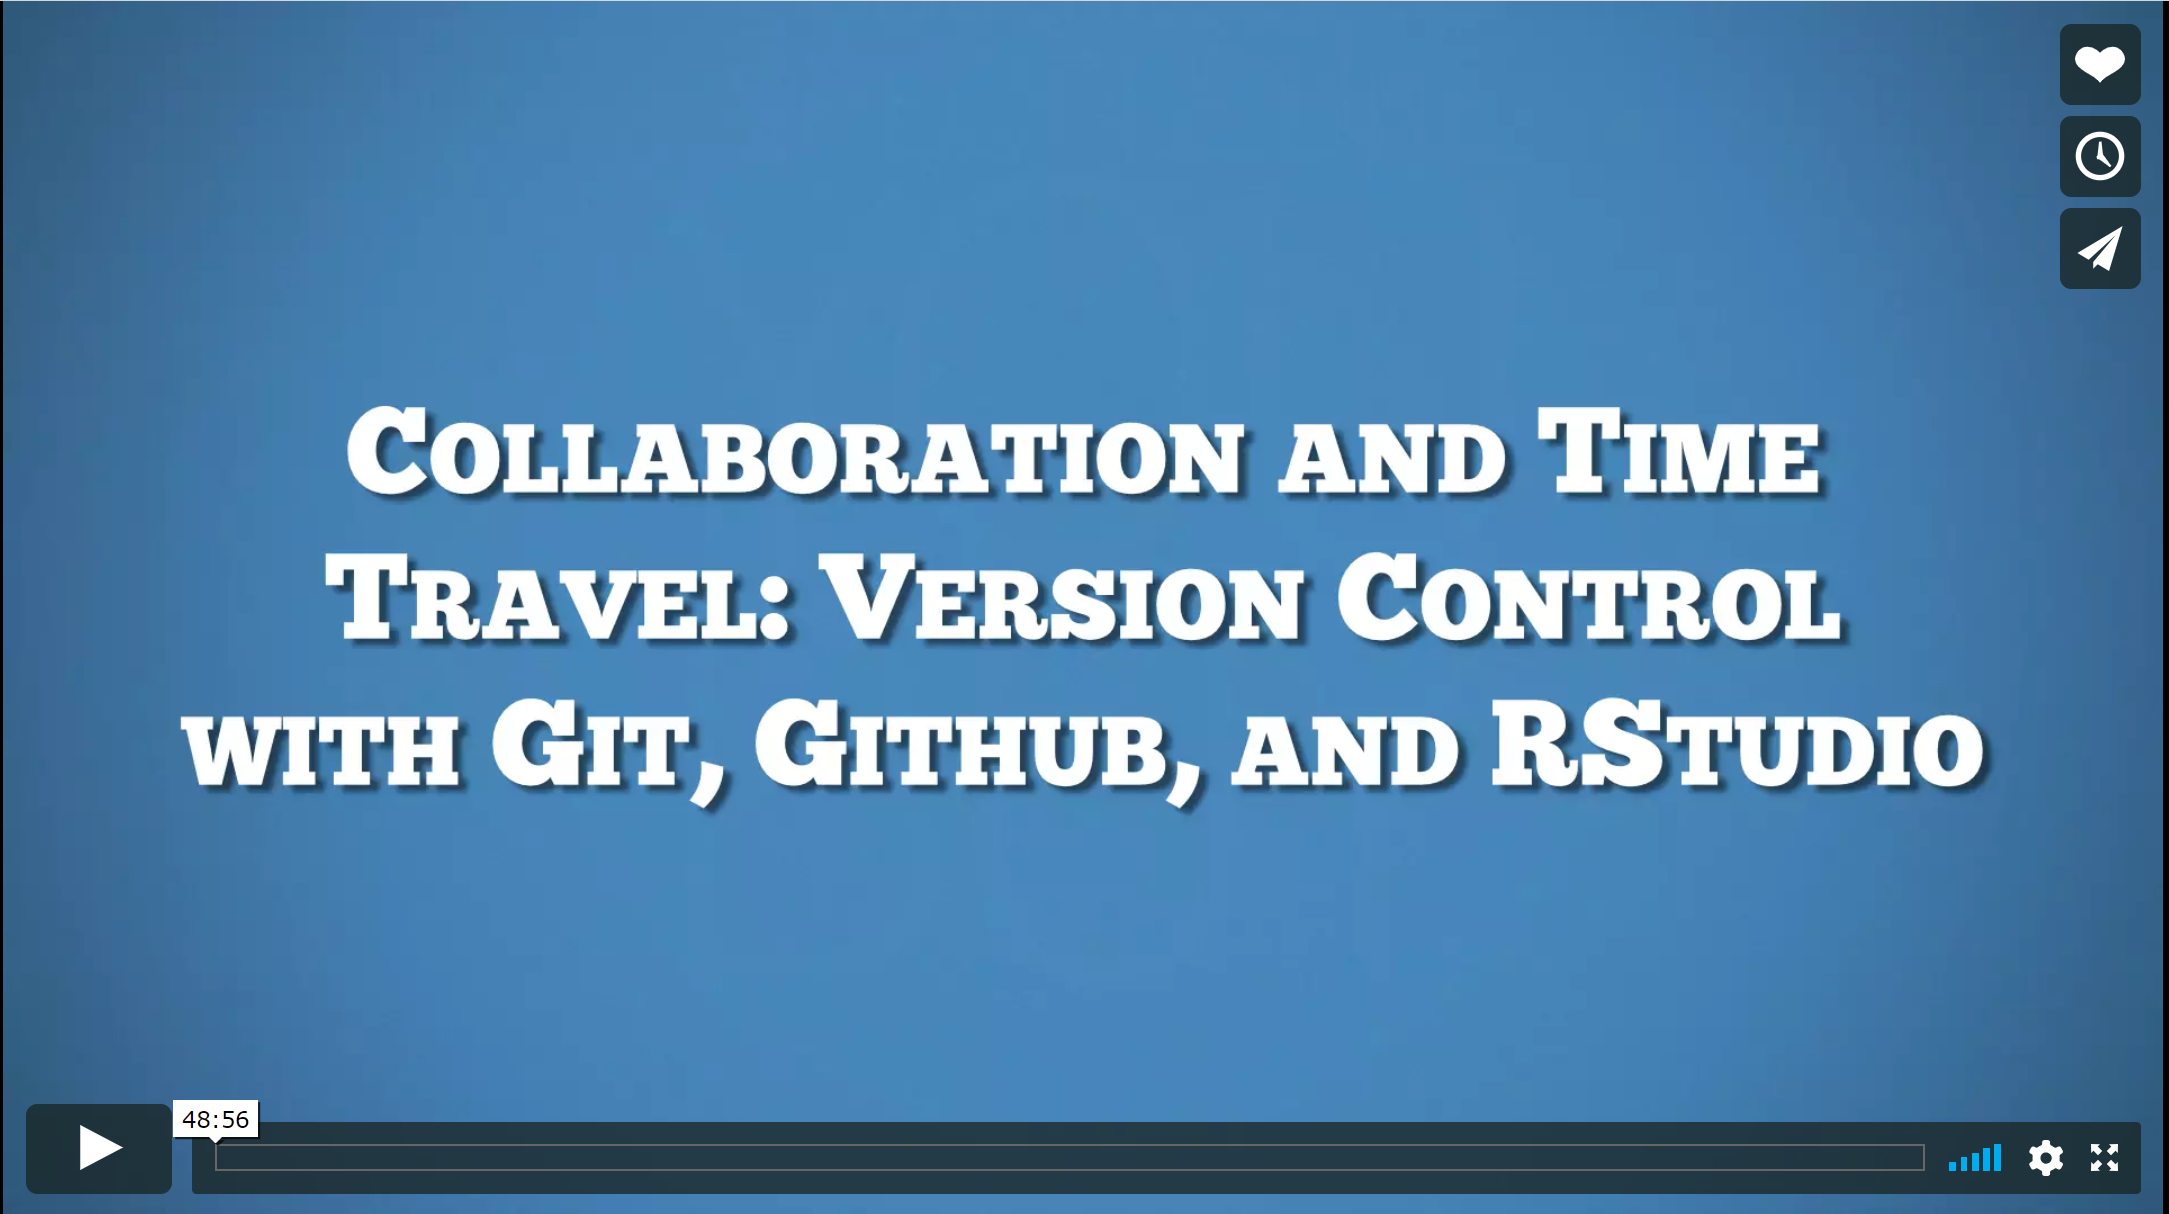 Collaboration and Time
Travel: Version Control
with Git, Github, and RStudio
48:56